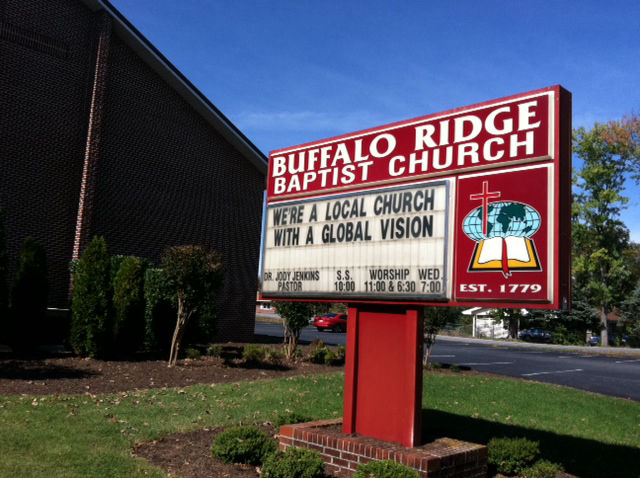 BUFFALO RIDGE
BAPTIST CHURCH
WE'RE A LOCAL CHURCH
WITH A GLOBAL VISION
DR. JODY JENKINS S.S. WORSHIP WED.
PASTOR 10:00 11:00 & 6:30 7:00
EST. 1779